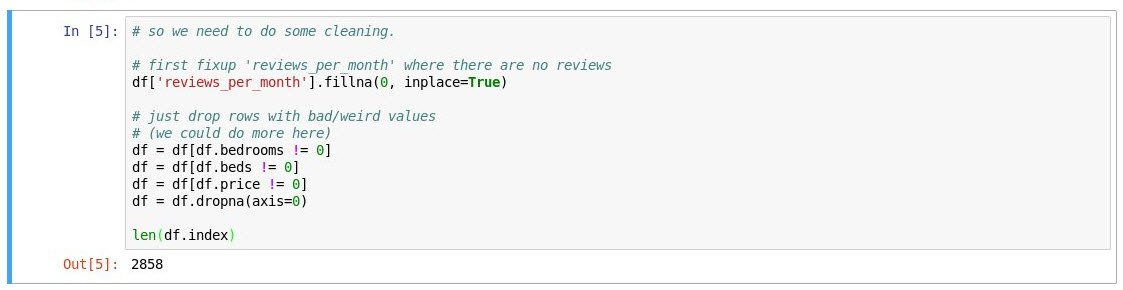 In [5]: # so we need to do some cleaning.
# first fixup 'reviews_per_month' where there are no reviews
df['reviews_per_month'].fillna(0, inplace=True)
# just drop rows with bad/weird values
# (we could do more here)
df = df[df.bedrooms != 0]
df = df[df.beds != 0]
df = df[df.price != 0]
df = df.dropna(axis=0)
len(df.index)
Out[5]: 2858